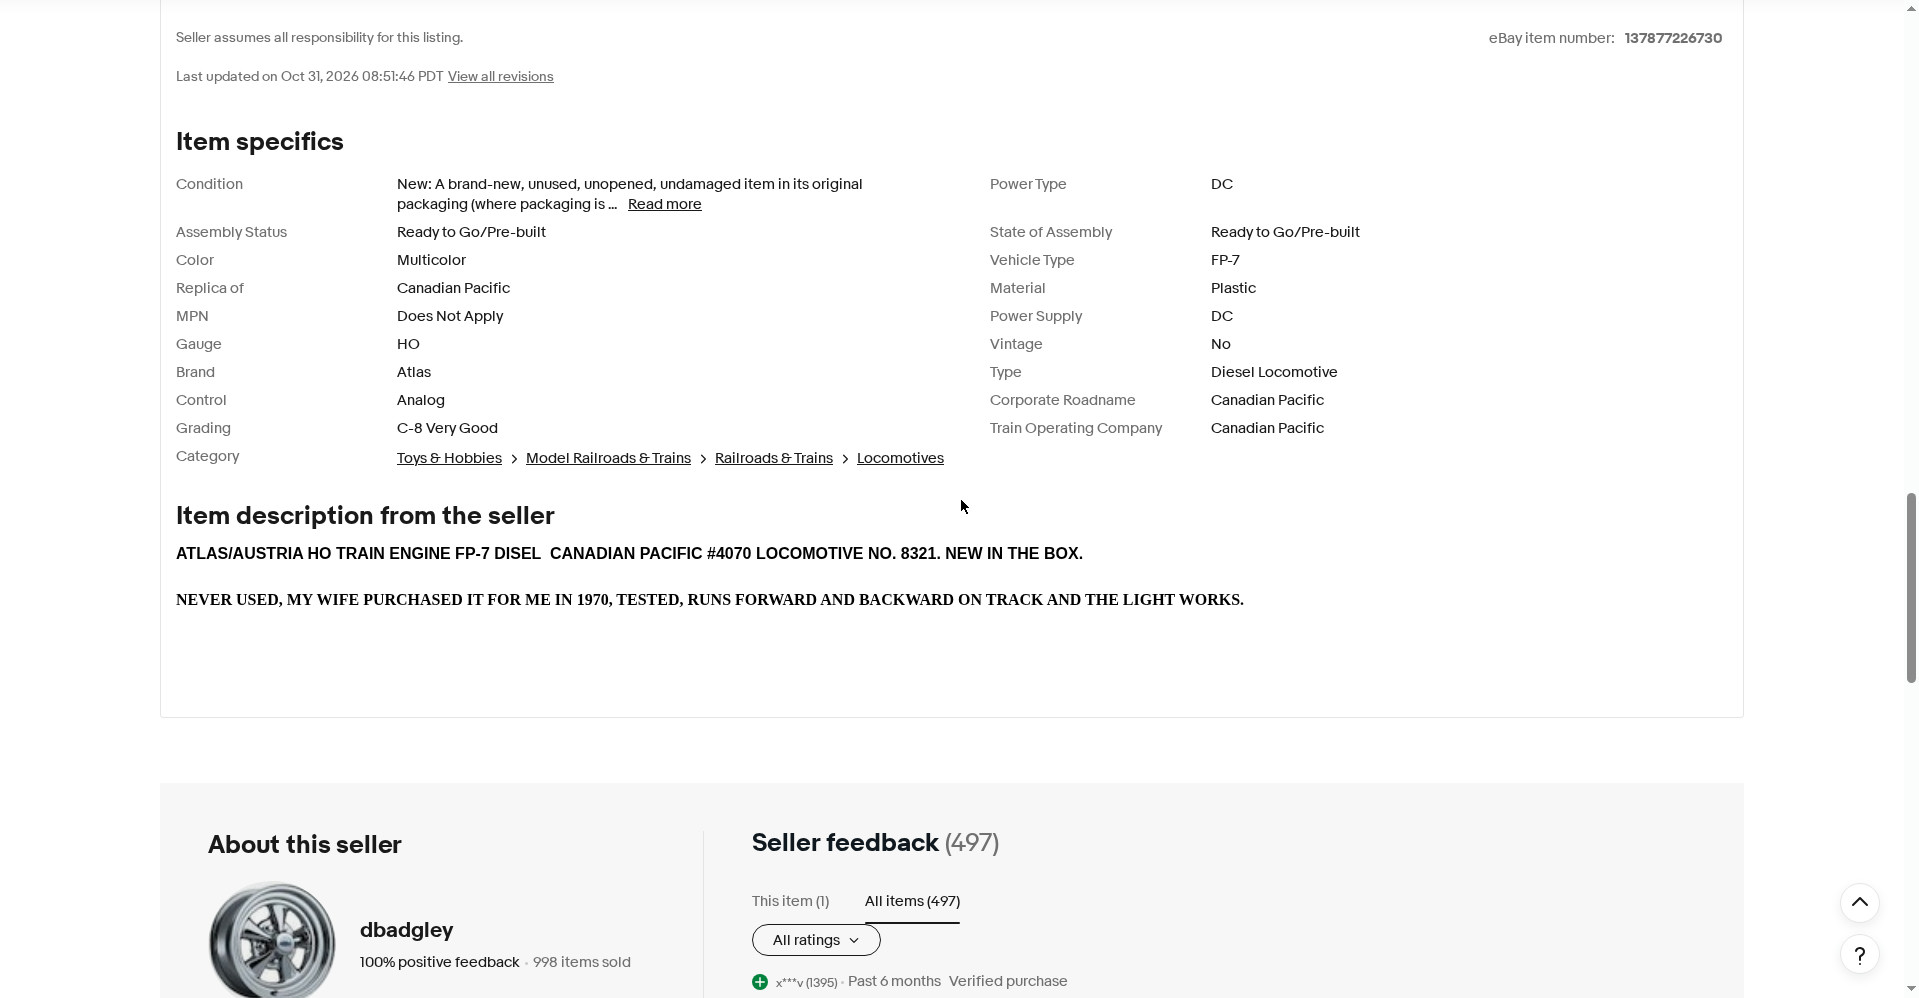 Seller assumes all responsibility for this listing.
eBay item number: 137877226730
Last updated on Oct 31, 2026 08:51:46 PDT View all revisions
Item specifics
Condition
New: A brand-new, unused, unopened, undamaged item in its original
packaging (where packaging is ... Read more
Power Type
DC
Assembly Status
Ready to Go/Pre-built
State of Assembly
Ready to Go/Pre-built
Color
Multicolor
Vehicle Type
FP-7
Replica of
Canadian Pacific
Material
Plastic
MPN
Does Not Apply
Power Supply
DC
Gauge
HO
Vintage
No
Brand
Atlas
Type
Diesel Locomotive
Control
Analog
Corporate Roadname
Canadian Pacific
Grading
C-8 Very Good
Train Operating Company
Canadian Pacific
Category
Toys & Hobbies > Model Railroads & Trains > Railroads & Trains > Locomotives
Item description from the seller
ATLAS/AUSTRIA HO TRAIN ENGINE FP-7 DISEL  CANADIAN PACIFIC #4070 LOCOMOTIVE NO. 8321. NEW IN THE BOX.
NEVER USED, MY WIFE PURCHASED IT FOR ME IN 1970, TESTED, RUNS FORWARD AND BACKWARD ON TRACK AND THE LIGHT WORKS.
About this seller
dbadgley
100% positive feedback · 998 items sold
Seller feedback (497)
This item (1)
All items (497)
All ratings
x***v (1395) · Past 6 months Verified purchase
?